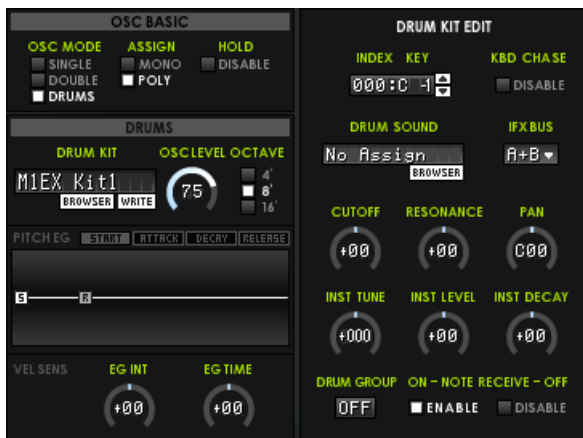 OSC BASIC
OSC MODE ASSIGN HOLD
SINGLE MONO DISABLE
DOUBLE POLY
DRUMS
DRUMS
DRUM KIT OSC LEVEL OCTAVE
M1EX Kit1 75 4'
8'
BROWSER WRITE 16'
PITCH EG START ATTACK DECAY RELEASE
S R
VEL SENS EG INT EG TIME
+00 +00
DRUM KIT EDIT
INDEX KEY KBD CHASE
000:C -1 DISABLE
DRUM SOUND IFX BUS
No Assign A+B
BROWSER
CUTOFF RESONANCE PAN
+00 +00 C00
INST TUNE INST LEVEL INST DECAY
+000 +00 +00
DRUM GROUP ON - NOTE RECEIVE - OFF
OFF ENABLE DISABLE